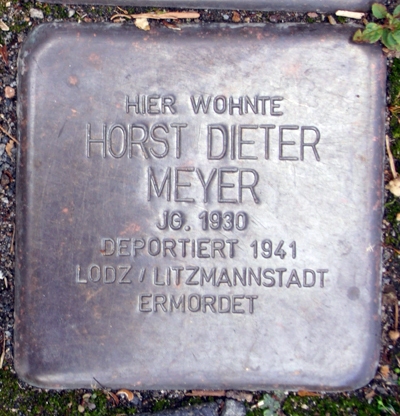 HIER WOHNTE
HORST DIETER
MEYER
JG. 1930
DEPORTIERT 1941
LODZ / LITZMANNSTADT
ERMORDET